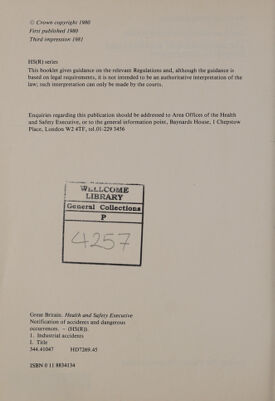 © Crown copyright 1980
First published 1980
Third impression 1981
HS(R) series
This booklet gives guidance on the relevant Regulations and, although the guidance is
based on legal requirements, it is not intended to be an authoritative interpretation of the
law; such interpretation can only be made by the courts.
Enquiries regarding this publication should be addressed to Area Offices of the Health
and Safety Executive, or to the general information point, Baynards House, 1 Chepstow
Place, London W2 4TF, tel.01-229 3456
WELLCOME
LIBRARY
General Collections
P
4257
Great Britain. Health and Safety Executive
Notification of accidents and dangerous
occurrences. – (HS(R)).
1. Industrial accidents
I. Title
344.41047 HD7269.45
ISBN 0 11 8834134